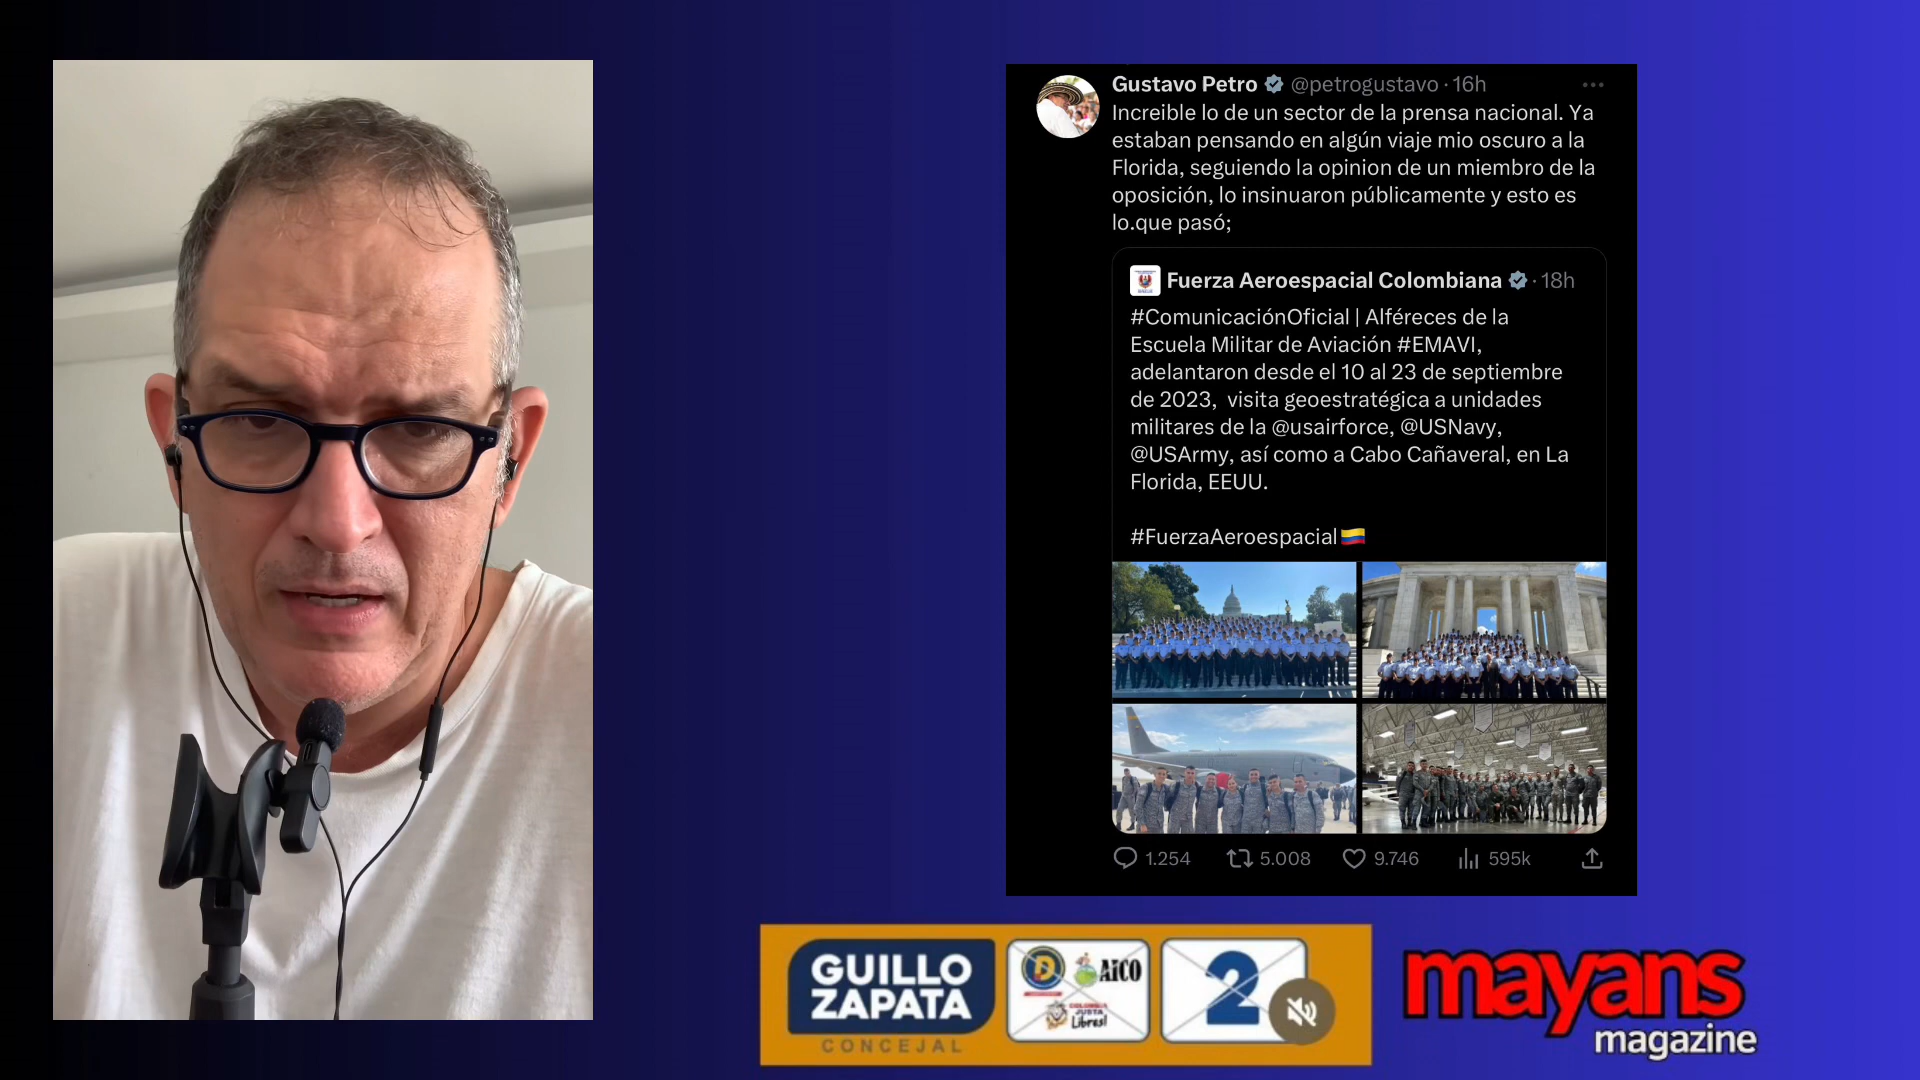 Gustavo Petro @petrogustavo · 16h
Increible lo de un sector de la prensa nacional. Ya
estaban pensando en algún viaje mio oscuro a la
Florida, seguiendo la opinion de un miembro de la
oposición, lo insinuaron públicamente y esto es
lo.que pasó;
Fuerza Aeroespacial Colombiana · 18h
#ComunicaciónOficial | Alféreces de la
Escuela Militar de Aviación #EMAVI,
adelantaron desde el 10 al 23 de septiembre
de 2023, visita geoestratégica a unidades
militares de la @usairforce, @USNavy,
@USArmy, así como a Cabo Cañaveral, en La
Florida, EEUU.
#FuerzaAeroespacial
1.254 5.008 9.746 595k
GUILLO
ZAPATA
CONCEJAL
D AICO
COLOMBIA
JUSTA
Libres!
2
mayans
magazine